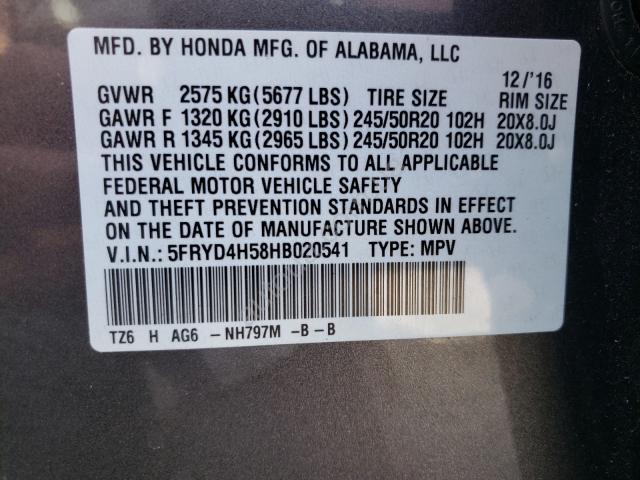 MFD. BY HONDA MFG. OF ALABAMA, LLC
12/'16
GVWR 2575 KG(5677 LBS) TIRE SIZE RIM SIZE
GAWR F 1320 KG(2910 LBS) 245/50R20 102H 20X8.0J
GAWR R 1345 KG(2965 LBS) 245/50R20 102H 20X8.0J
THIS VEHICLE CONFORMS TO ALL APPLICABLE
FEDERAL MOTOR VEHICLE SAFETY
AND THEFT PREVENTION STANDARDS IN EFFECT
ON THE DATE OF MANUFACTURE SHOWN ABOVE.
V.I.N.: 5FRYD4H58HB020541 TYPE: MPV
TZ6 H AG6 - NH797M -B - B